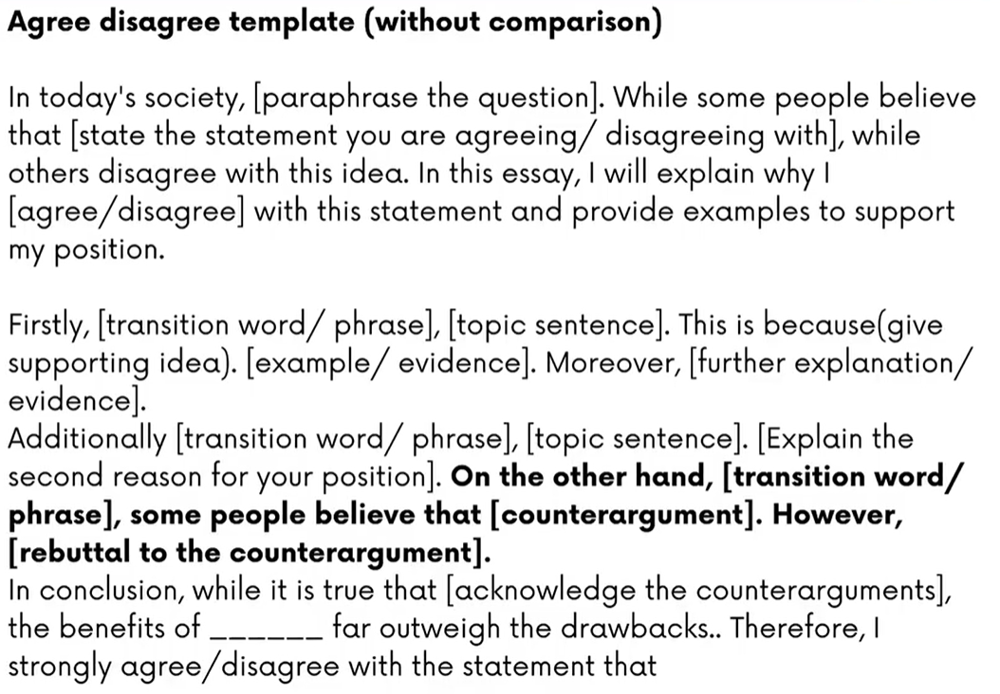 Agree disagree template (without comparison)
In today's society, [paraphrase the question]. While some people believe
that [state the statement you are agreeing/ disagreeing with], while
others disagree with this idea. In this essay, I will explain why I
[agree/disagree] with this statement and provide examples to support
my position.
Firstly, [transition word/ phrase], [topic sentence]. This is because(give
supporting idea). [example/ evidence]. Moreover, [further explanation/
evidence].
Additionally [transition word/ phrase], [topic sentence]. [Explain the
second reason for your position]. On the other hand, [transition word/
phrase], some people believe that [counterargument]. However,
[rebuttal to the counterargument].
In conclusion, while it is true that [acknowledge the counterarguments],
the benefits of ______ far outweigh the drawbacks.. Therefore, I
strongly agree/disagree with the statement that